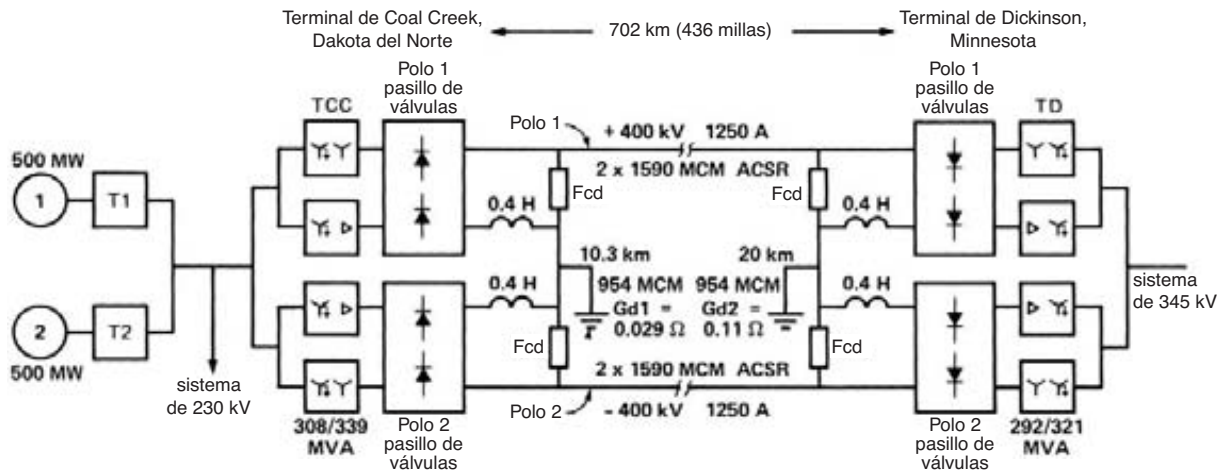 Terminal de Coal Creek,
Dakota del Norte
702 km (436 millas)
Terminal de Dickinson,
Minnesota
TCC
Polo 1
pasillo de
válvulas
Polo 1
+ 400 kV 1250 A
2 x 1590 MCM ACSR
Polo 1
pasillo de
válvulas
TD
500 MW
1
T1
Fcd
Fcd
0.4 H
0.4 H
10.3 km
20 km
954 MCM
954 MCM
Gd1 =
0.029 Ω
Gd2 =
0.11 Ω
0.4 H
0.4 H
2
T2
500 MW
Fcd
Fcd
sistema
de 230 kV
sistema
de 345 kV
2 x 1590 MCM ACSR
- 400 kV 1250 A
Polo 2
308/339
MVA
Polo 2
pasillo de
válvulas
Polo 2
pasillo de
válvulas
292/321
MVA